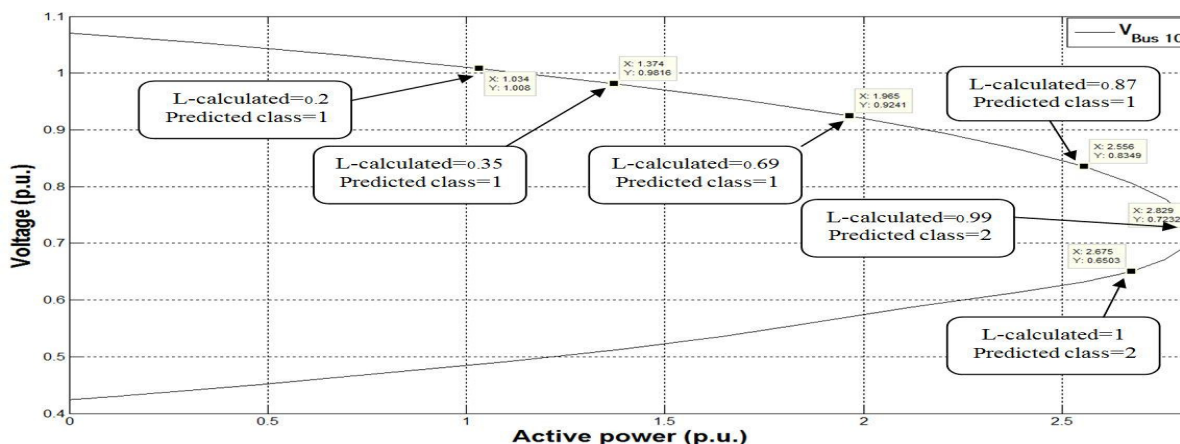 1.1
1
0.9
0.8
0.7
0.6
0.5
0.4
Voltage (p.u.)
0
0.5
1
1.5
2
2.5
Active power (p.u.)
V Bus 10
X: 1.034
Y: 1.008
L-calculated=0.2
Predicted class=1
X: 1.374
Y: 0.9816
L-calculated=0.35
Predicted class=1
X: 1.965
Y: 0.9241
L-calculated=0.69
Predicted class=1
L-calculated=0.87
Predicted class=1
X: 2.556
Y: 0.8349
L-calculated=0.99
Predicted class=2
X: 2.829
Y: 0.7232
X: 2.675
Y: 0.6503
L-calculated=1
Predicted class=2